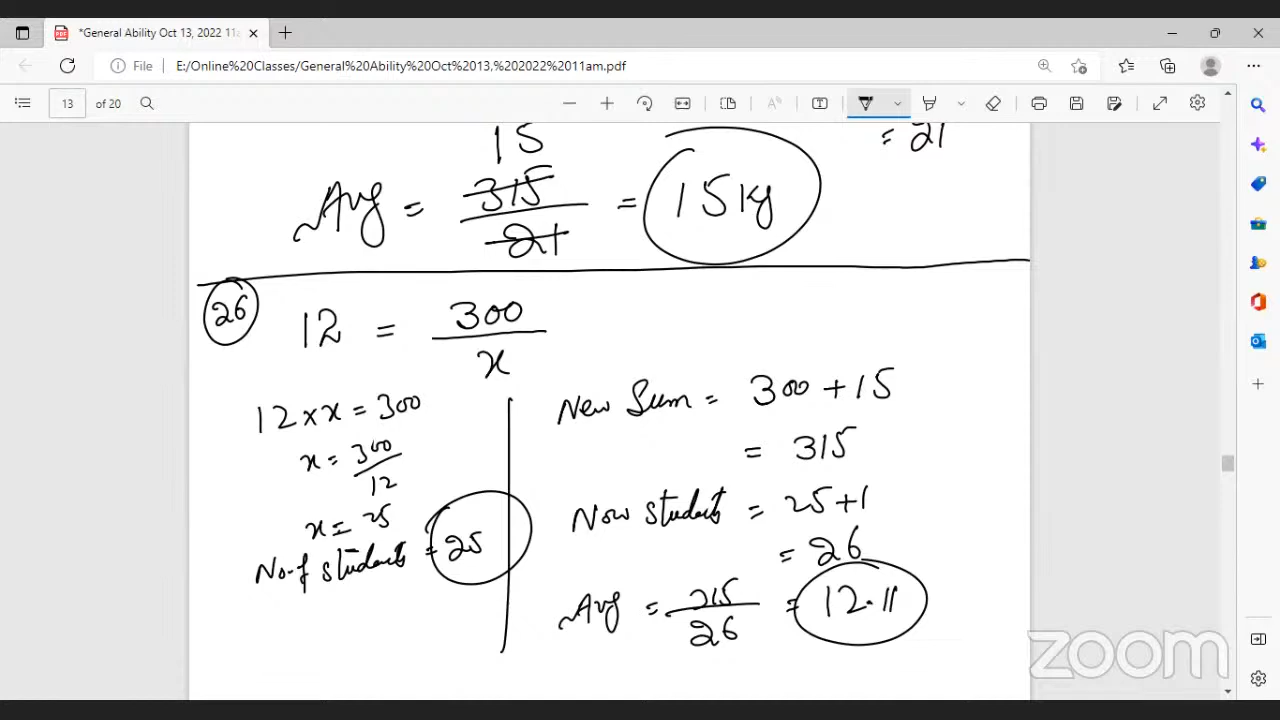 *General Ability Oct 13, 2022 11a
File E:/Online%20Classes/General%20Ability%20Oct%2013,%202022%2011am.pdf
13 of 20
15
= 21
Avg = 315/21 = 15 Kg
26
12 = 300/x
12 × x = 300
x = 300/12
x = 25
No. of students = 25
New Sum = 300 + 15
= 315
Now students = 25 + 1
= 26
Avg = 315/26 = 12.11
zoom